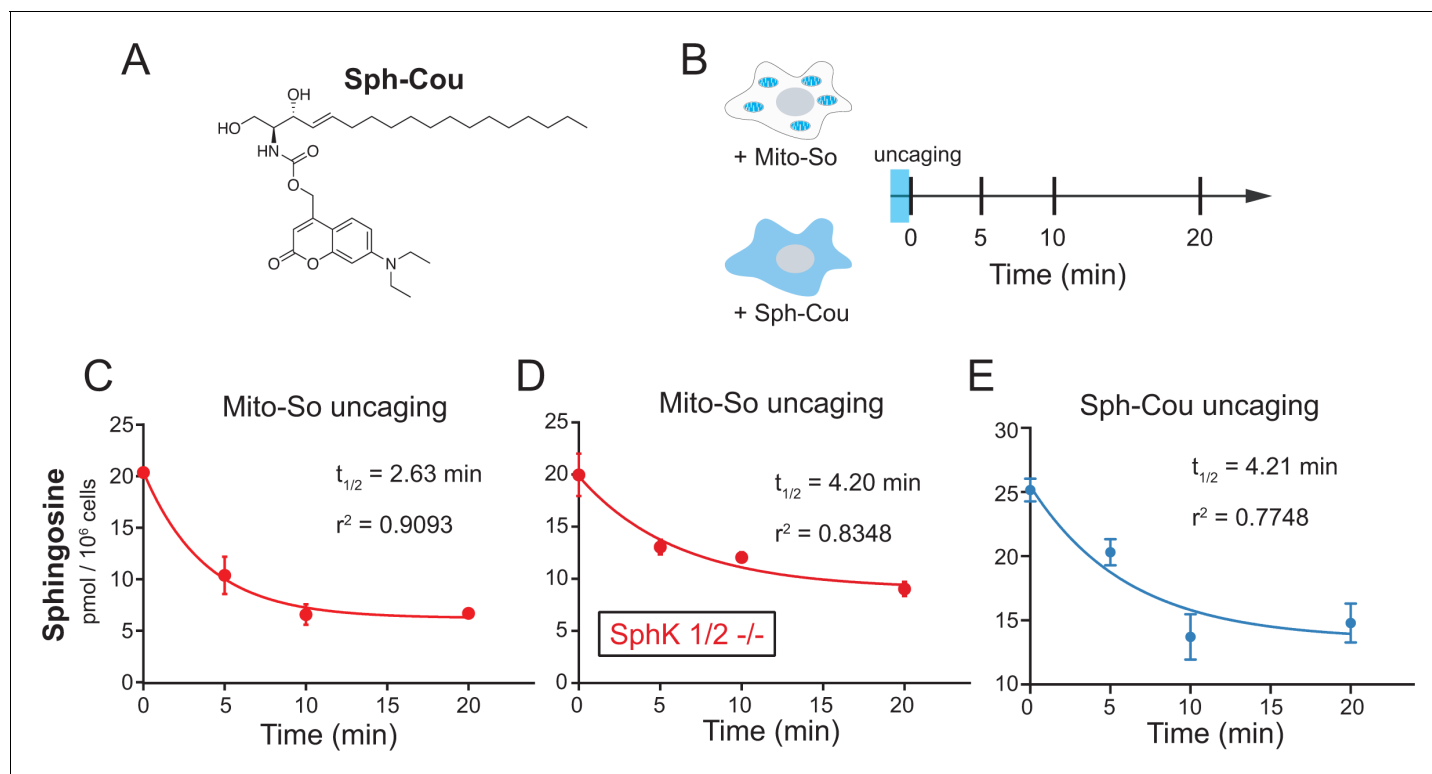 A
Sph-Cou
OH
HO
HN
O
O
O
O
N
B
+ Mito-So
+ Sph-Cou
uncaging
0 5 10 20
Time (min)
C
Mito-So uncaging
t1/2 = 2.63 min
r² = 0.9093
Sphingosine
pmol / 10⁶ cells
25
20
15
10
5
0
0 5 10 15 20
Time (min)
D
Mito-So uncaging
t1/2 = 4.20 min
r² = 0.8348
SphK 1/2 -/-
25
20
15
10
5
0
0 5 10 15 20
Time (min)
E
Sph-Cou uncaging
t1/2 = 4.21 min
r² = 0.7748
30
25
20
15
10
0 5 10 15 20
Time (min)